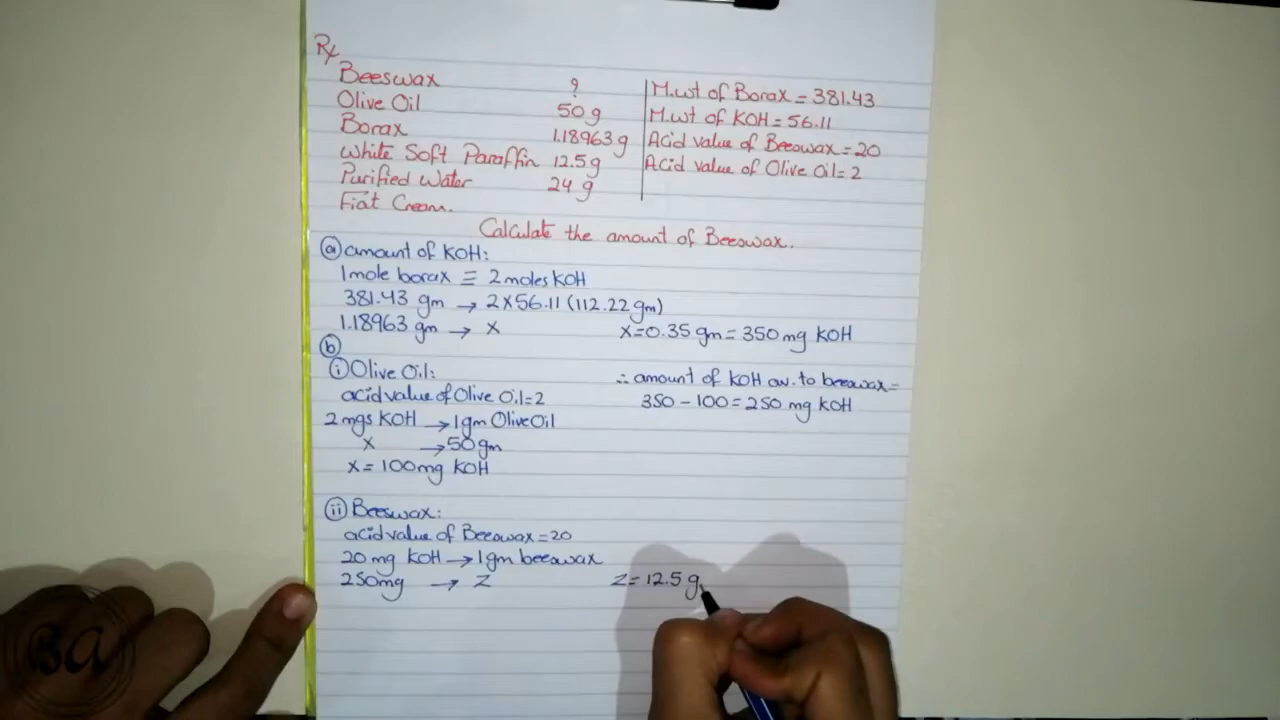 Rx
Beeswax ?
Olive Oil 50 g
Borax 1.18963 g
White Soft Paraffin 12.5 g
Purified Water 24 g
Fiat Cream.
M.wt of Borax = 381.43
M.wt of KOH = 56.11
Acid value of Beeswax = 20
Acid value of Olive Oil = 2
Calculate the amount of Beeswax.
a amount of KOH:
1 mole borax ≡ 2 moles KOH
381.43 gm → 2 X 56.11 (112.22 gm)
1.18963 gm → X X = 0.35 gm = 350 mg KOH
b
i Olive Oil:
acid value of Olive Oil = 2
2 mgs KOH → 1 gm Olive Oil
X → 50 gm
X = 100 mg KOH
∴ amount of KOH av. to beeswax =
350 - 100 = 250 mg KOH
ii Beeswax:
acid value of Beeswax = 20
20 mg KOH → 1 gm beeswax
250 mg → Z Z = 12.5 g
BA